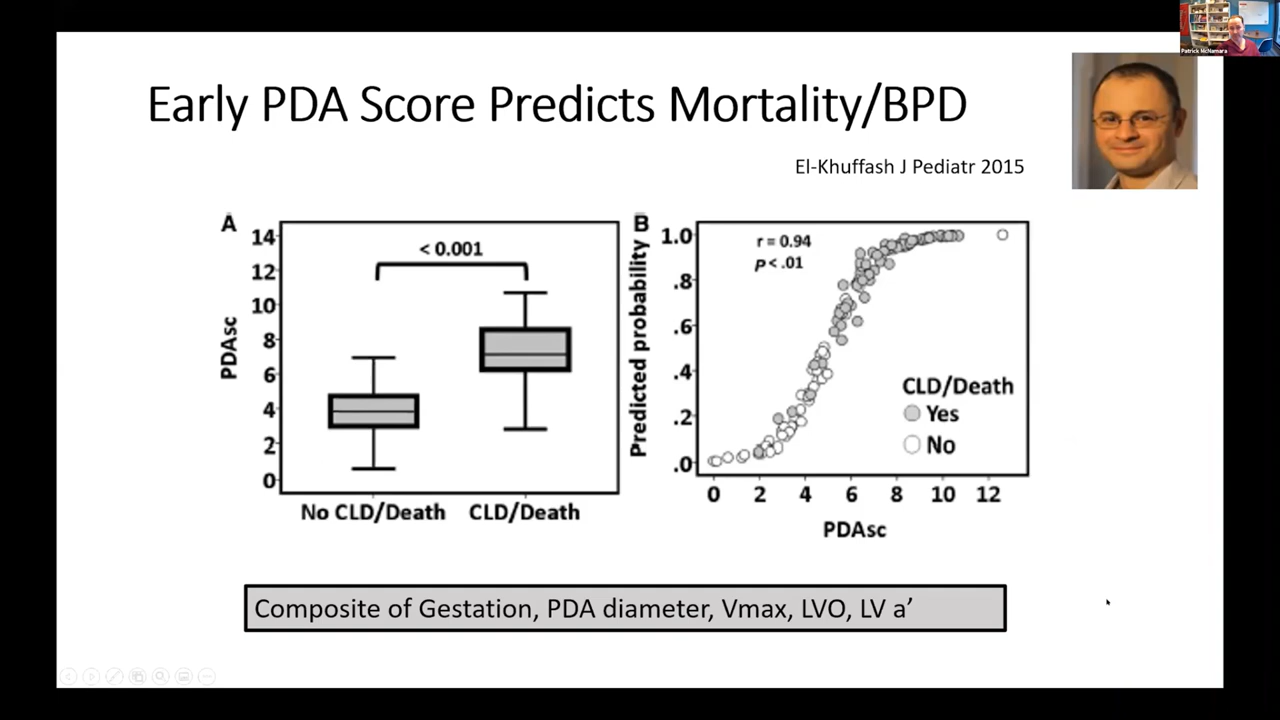 Patrick McNamara
Early PDA Score Predicts Mortality/BPD
El-Khuffash J Pediatr 2015
A
14
12
10
8
6
4
2
0
PDAsc
< 0.001
No CLD/Death CLD/Death
B
1.0
.8
.6
.4
.2
.0
Predicted probability
r = 0.94
P < .01
CLD/Death
Yes
No
0 2 4 6 8 10 12
PDAsc
Composite of Gestation, PDA diameter, Vmax, LVO, LV a’